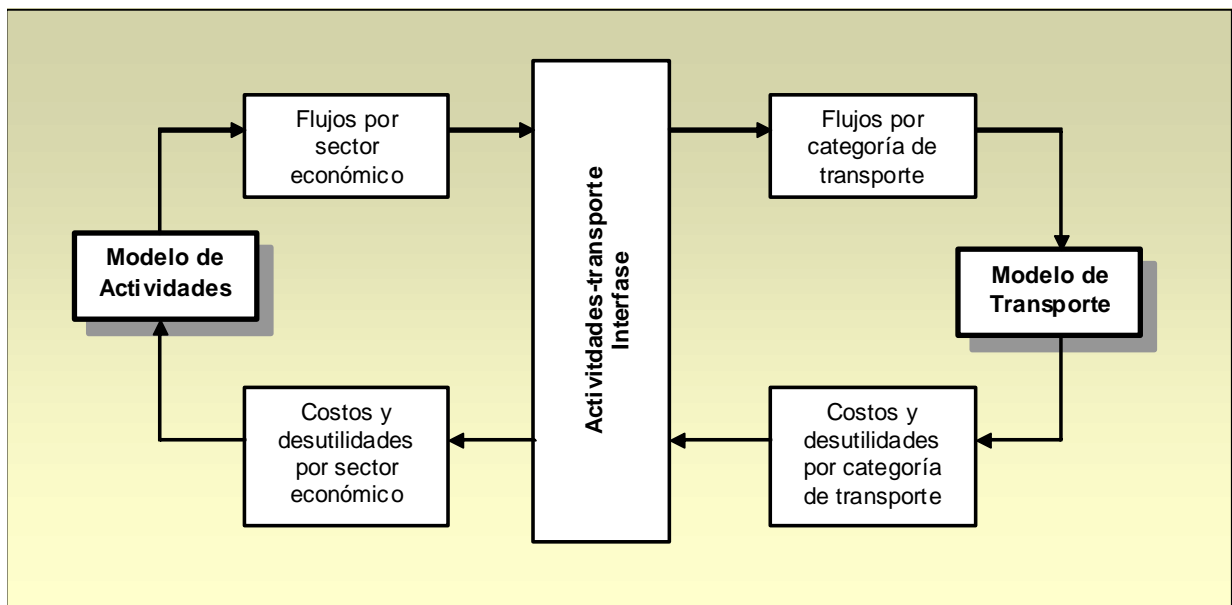 Flujos por
sector
económico
Flujos por
categoría de
transporte
Modelo de
Actividades
Activitdades-transporte
Interfase
Modelo de
Transporte
Costos y
desutilidades
por sector
económico
Costos y
desutilidades
por categoría
de transporte